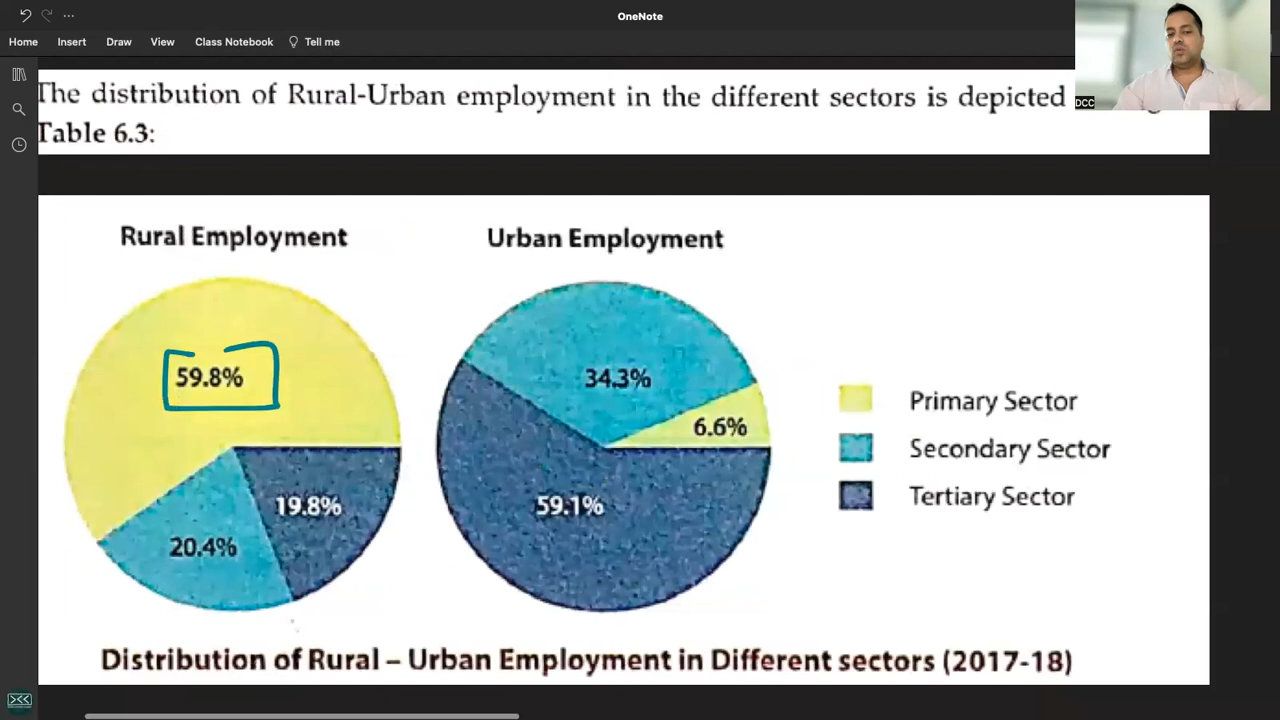 OneNote
Home Insert Draw View Class Notebook Tell me
The distribution of Rural-Urban employment in the different sectors is depicted
Table 6.3:
DCC
Rural Employment
Urban Employment
59.8%
20.4%
19.8%
34.3%
6.6%
59.1%
Primary Sector
Secondary Sector
Tertiary Sector
Distribution of Rural – Urban Employment in Different sectors (2017-18)